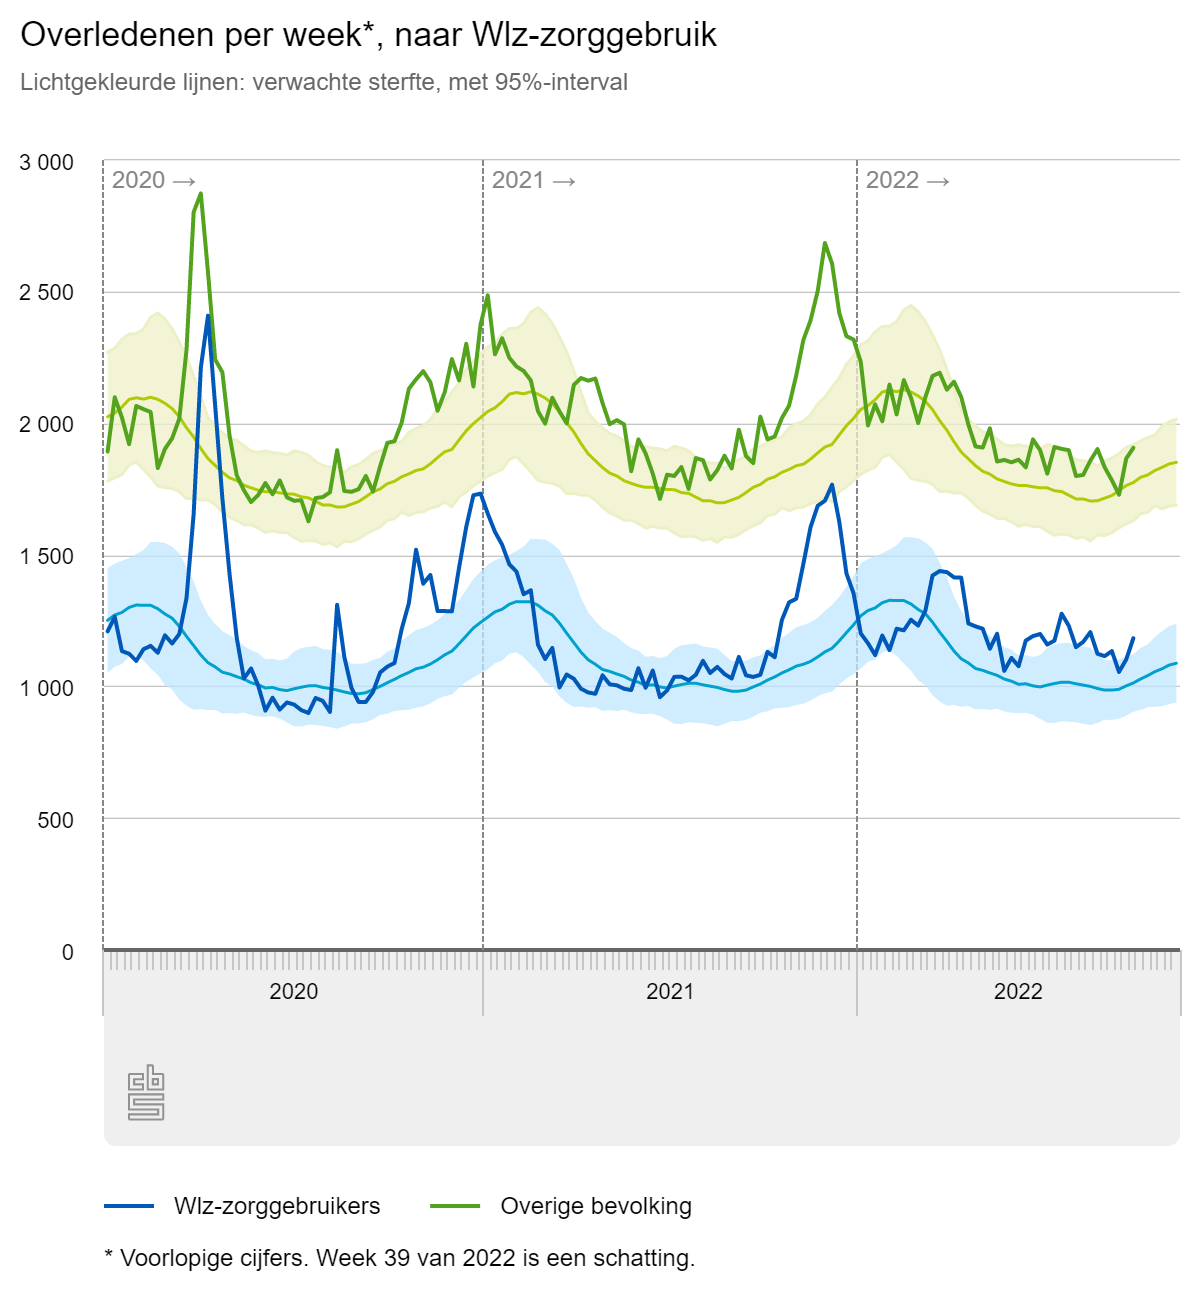 Overledenen per week*, naar Wlz-zorggebruik
Lichtgekleurde lijnen: verwachte sterfte, met 95%-interval
3 000
2020 → 2021 → 2022 →
2 500
2 000
1 500
1 000
500
0
2020 2021 2022
cbs
Wlz-zorggebruikers Overige bevolking
* Voorlopige cijfers. Week 39 van 2022 is een schatting.